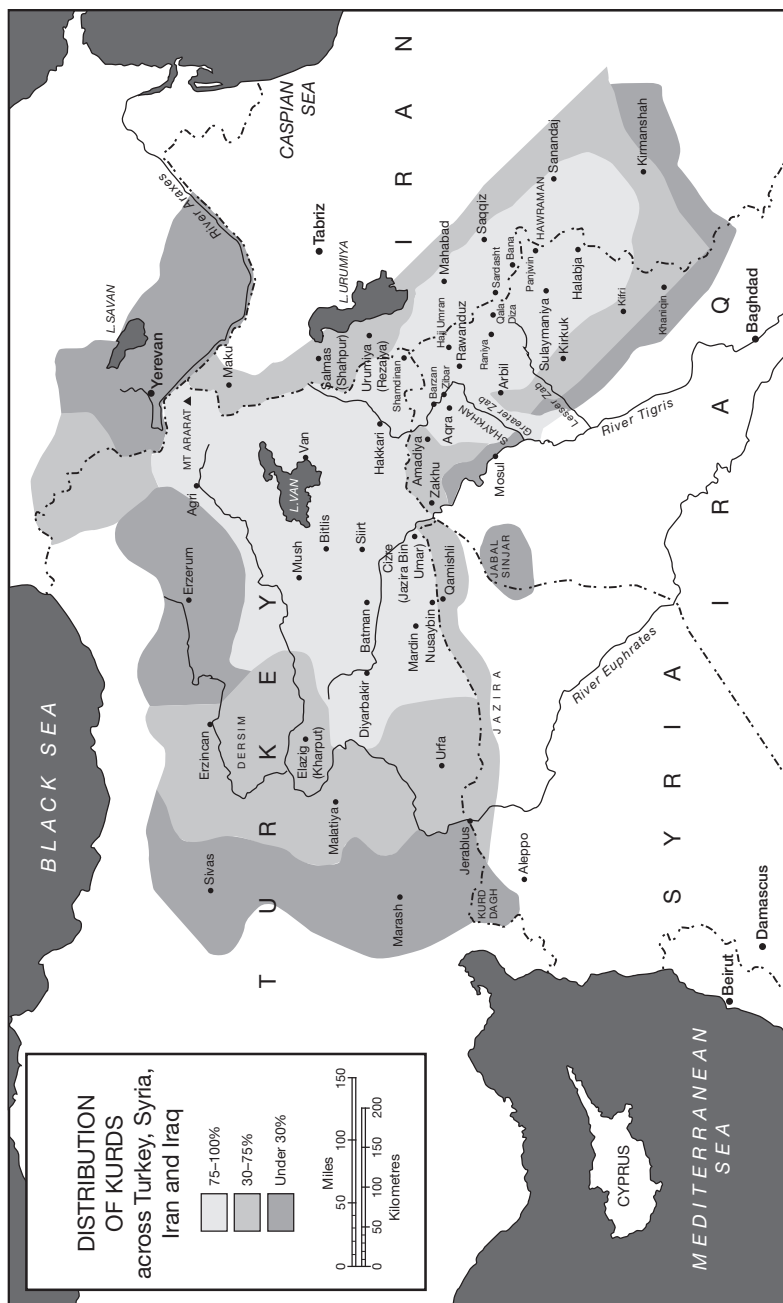 DISTRIBUTION
OF KURDS
across Turkey, Syria,
Iran and Iraq
75–100%
30–75%
Under 30%
Miles
0 50 100 150
0 50 100 150 200
Kilometres
BLACK SEA
CASPIAN
SEA
MEDITERRANEAN
SEA
CYPRUS
TURKEY
SYRIA
IRAQ
IRAN
L.SAVAN
Yerevan
River Araxes
MT ARARAT
Maku
Agri
Erzerum
Erzincan
DERSIM
Sivas
Elazig
(Kharput)
Malatiya
Marash
Mush
Bitlis
L.VAN
Van
Siirt
Batman
Diyarbakir
Urfa
Mardin
Nusaybin
Cizre
(Jazira Bin
Umar)
Qamishli
Hakkari
Salmas
(Shahpur)
Urumiya
(Rezaiya)
L.URUMIYA
Tabriz
Shamdinan
Mahabad
Haji Umran
Rawanduz
Barzan
Zibar
Aqra
Amadiya
Zakhu
SHAYKHAN
Greater Zab
Lesser Zab
Arbil
Mosul
Raniya
Qala
Diza
Sardasht
Bana
Saqqiz
Panjwin
HAWRAMAN
Sanandaj
Sulaymaniya
Kirkuk
Halabja
Kifri
Khaniqin
Kirmanshah
JAZIRA
JABAL
SINJAR
Jerablus
KURD
DAGH
Aleppo
River Euphrates
River Tigris
Baghdad
Beirut
Damascus